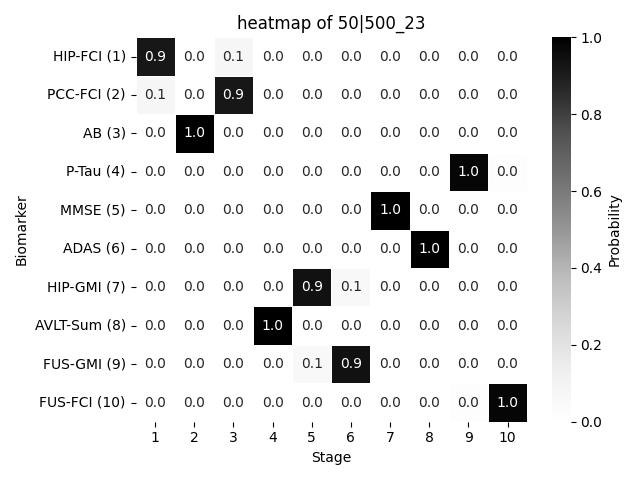 heatmap of 50|500_23
Biomarker
HIP-FCI (1) 0.9 0.0 0.1 0.0 0.0 0.0 0.0 0.0 0.0 0.0
PCC-FCI (2) 0.1 0.0 0.9 0.0 0.0 0.0 0.0 0.0 0.0 0.0
AB (3) 0.0 1.0 0.0 0.0 0.0 0.0 0.0 0.0 0.0 0.0
P-Tau (4) 0.0 0.0 0.0 0.0 0.0 0.0 0.0 0.0 1.0 0.0
MMSE (5) 0.0 0.0 0.0 0.0 0.0 0.0 1.0 0.0 0.0 0.0
ADAS (6) 0.0 0.0 0.0 0.0 0.0 0.0 0.0 1.0 0.0 0.0
HIP-GMI (7) 0.0 0.0 0.0 0.0 0.9 0.1 0.0 0.0 0.0 0.0
AVLT-Sum (8) 0.0 0.0 0.0 1.0 0.0 0.0 0.0 0.0 0.0 0.0
FUS-GMI (9) 0.0 0.0 0.0 0.0 0.1 0.9 0.0 0.0 0.0 0.0
FUS-FCI (10) 0.0 0.0 0.0 0.0 0.0 0.0 0.0 0.0 0.0 1.0
1 2 3 4 5 6 7 8 9 10
Stage
1.0
0.8
0.6
0.4
0.2
0.0
Probability